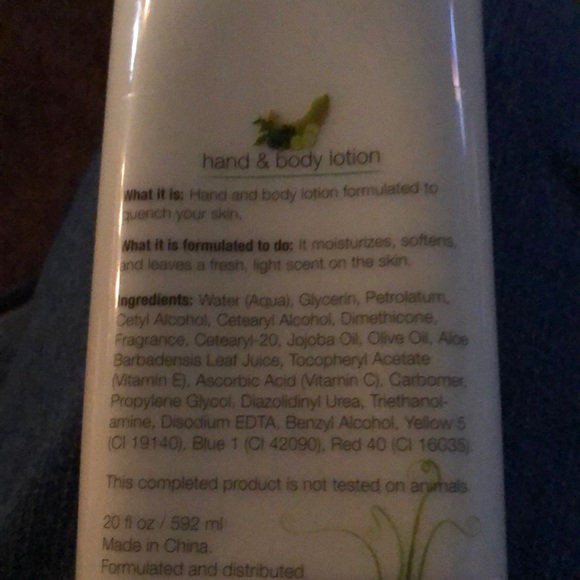 hand & body lotion
What it is: Hand and body lotion formulated to
quench your skin.
What it is formulated to do: It moisturizes, softens,
and leaves a fresh, light scent on the skin.
Ingredients: Water (Aqua), Glycerin, Petrolatum,
Cetyl Alcohol, Cetearyl Alcohol, Dimethicone,
Fragrance, Cetearyl-20, Jojoba Oil, Olive Oil, Aloe
Barbadensis Leaf Juice, Tocopheryl Acetate
(Vitamin E), Ascorbic Acid (Vitamin C), Carbomer,
Propylene Glycol, Diazolidinyl Urea, Triethanol-
amine, Disodium EDTA, Benzyl Alcohol, Yellow 5
(CI 19140), Blue 1 (CI 42090), Red 40 (CI 16035)
This completed product is not tested on animals.
20 fl oz / 592 ml
Made in China.
Formulated and distributed